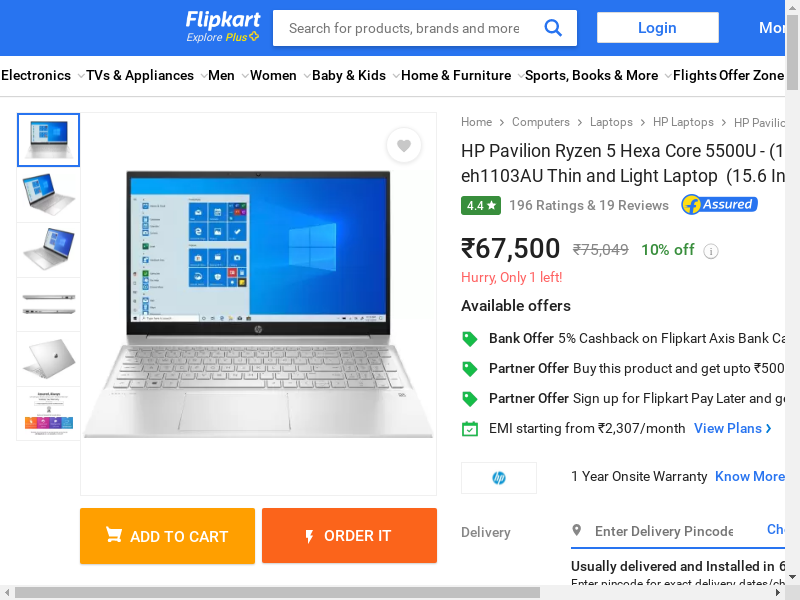 Flipkart
Explore Plus
Search for products, brands and more
Login
Electronics
TVs & Appliances
Men
Women
Baby & Kids
Home & Furniture
Sports, Books & More
Flights
Offer Zone
Home
Computers
Laptops
HP Laptops
HP Pavilion Ryzen 5 Hexa Core 5500U - (1
eh1103AU Thin and Light Laptop (15.6 In
4.4
196 Ratings & 19 Reviews
Assured
₹67,500 ₹75,049 10% off
Hurry, Only 1 left!
Available offers
Bank Offer 5% Cashback on Flipkart Axis Bank Ca
Partner Offer Buy this product and get upto ₹500
Partner Offer Sign up for Flipkart Pay Later and ge
EMI starting from ₹2,307/month View Plans
hp
1 Year Onsite Warranty Know More
Delivery
Enter Delivery Pincode
Usually delivered and Installed in 6
Enter pincode for exact delivery dates/ch
ADD TO CART
ORDER IT